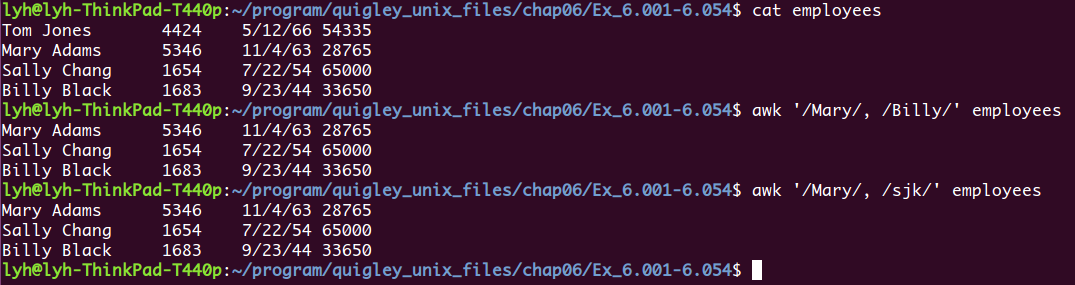 lyh@lyh-ThinkPad-T440p:~/program/quigley_unix_files/chap06/Ex_6.001-6.054$ cat employees
Tom Jones       4424    5/12/66 54335
Mary Adams      5346    11/4/63 28765
Sally Chang     1654    7/22/54 65000
Billy Black     1683    9/23/44 33650
lyh@lyh-ThinkPad-T440p:~/program/quigley_unix_files/chap06/Ex_6.001-6.054$ awk '/Mary/, /Billy/' employees
Mary Adams      5346    11/4/63 28765
Sally Chang     1654    7/22/54 65000
Billy Black     1683    9/23/44 33650
lyh@lyh-ThinkPad-T440p:~/program/quigley_unix_files/chap06/Ex_6.001-6.054$ awk '/Mary/, /sjk/' employees
Mary Adams      5346    11/4/63 28765
Sally Chang     1654    7/22/54 65000
Billy Black     1683    9/23/44 33650
lyh@lyh-ThinkPad-T440p:~/program/quigley_unix_files/chap06/Ex_6.001-6.054$